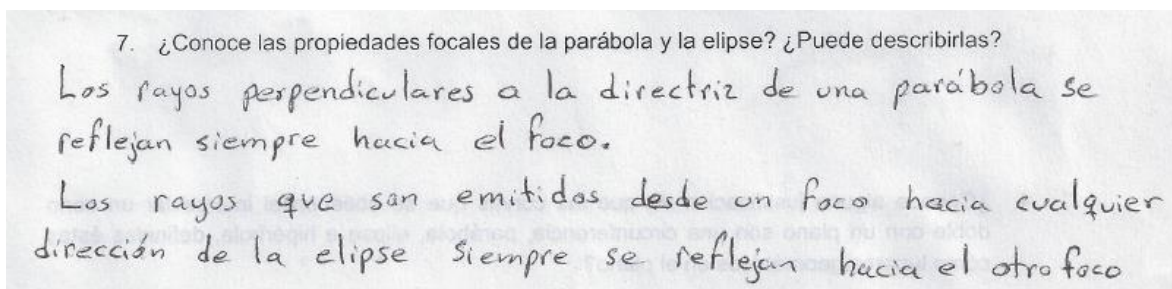 7. ¿Conoce las propiedades focales de la parábola y la elipse? ¿Puede describirlas?
Los rayos perpendiculares a la directriz de una parábola se
reflejan siempre hacia el foco.
Los rayos que son emitidos desde un foco hacia cualquier
dirección de la elipse siempre se reflejan hacia el otro foco